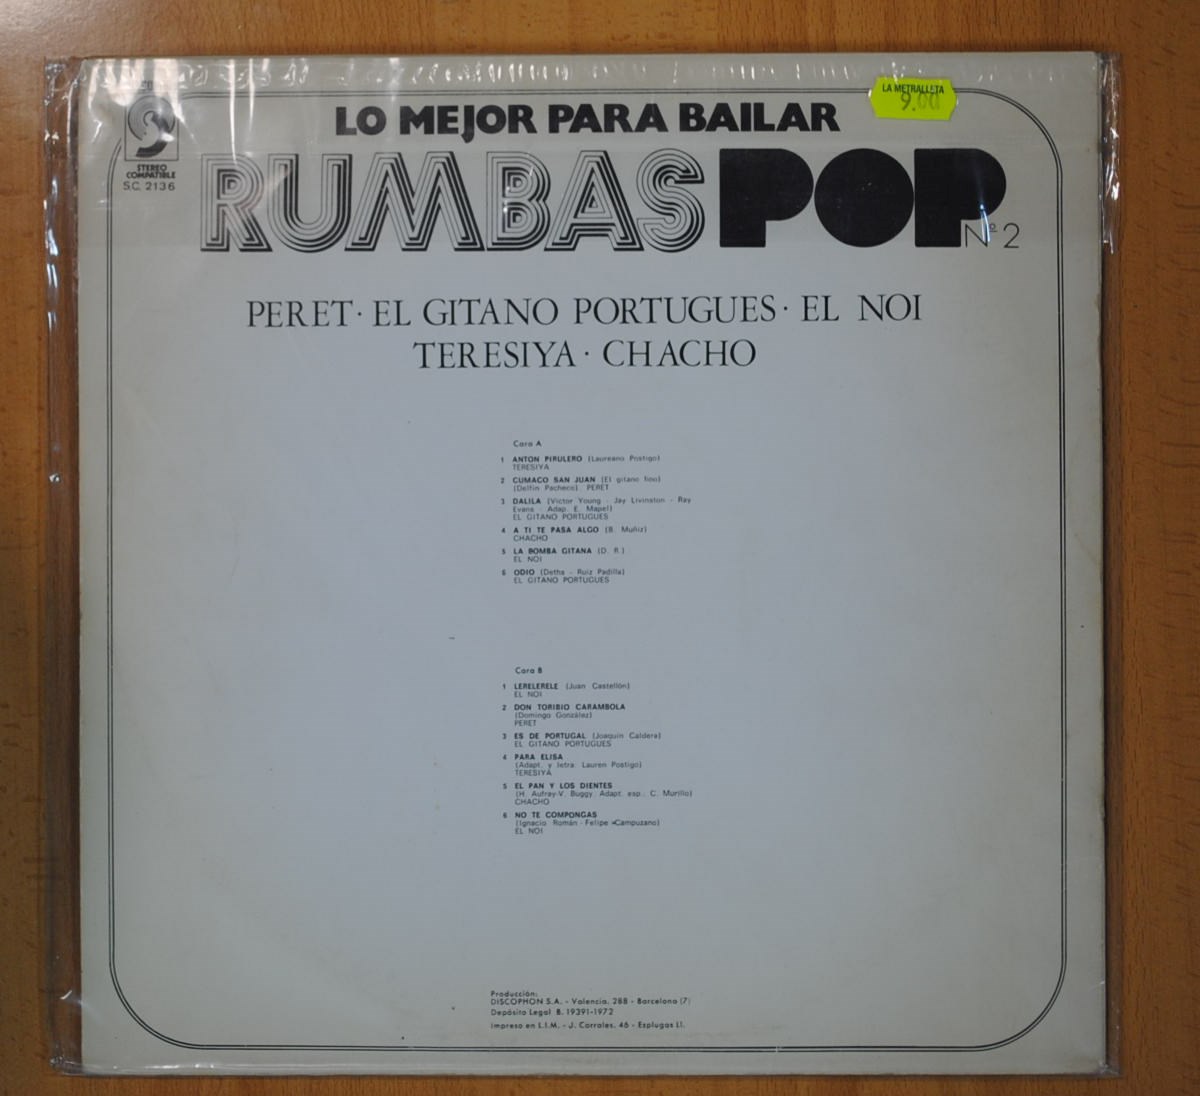 LA METRALLETA
9.00
LO MEJOR PARA BAILAR
STEREO
COMPATIBLE
S.C. 2136
RUMBAS POP Nº 2
PERET · EL GITANO PORTUGUES · EL NOI
TERESIYA · CHACHO
Cara A
1 ANTON PIRULERO (Laureano Postigo)
TERESIYA
2 CUMACO SAN JUAN (El gitano fino)
(Delfin Pacheco) PERET
3 DALILA (Victor Young - Jay Livinston - Ray
Evans - Adap. E. Mapel)
EL GITANO PORTUGUES
4 A TI TE PASA ALGO (B. Muñiz)
CHACHO
5 LA BOMBA GITANA (D. R.)
EL NOI
6 ODIO (Deths - Ruiz Padilla)
EL GITANO PORTUGUES
Cara B
1 LERELERELE (Juan Castellón)
EL NOI
2 DON TORIBIO CARAMBOLA
(Domingo González)
PERET
3 ES DE PORTUGAL (Joaquín Caldera)
EL GITANO PORTUGUES
4 PARA ELISA
(Adapt. y letra: Lauren Postigo)
TERESIYA
5 EL PAN Y LOS DIENTES
(H. Aufray-V. Buggy. Adapt. esp.: C. Murillo)
CHACHO
6 NO TE COMPONGAS
(Ignacio Román - Felipe Campuzano)
EL NOI
Producción:
DISCOPHON S.A. - Valencia, 288 - Barcelona (7)
Depósito Legal B. 19391-1972
Impreso en L.I.M. - J. Corrales, 46 - Esplugas Ll.